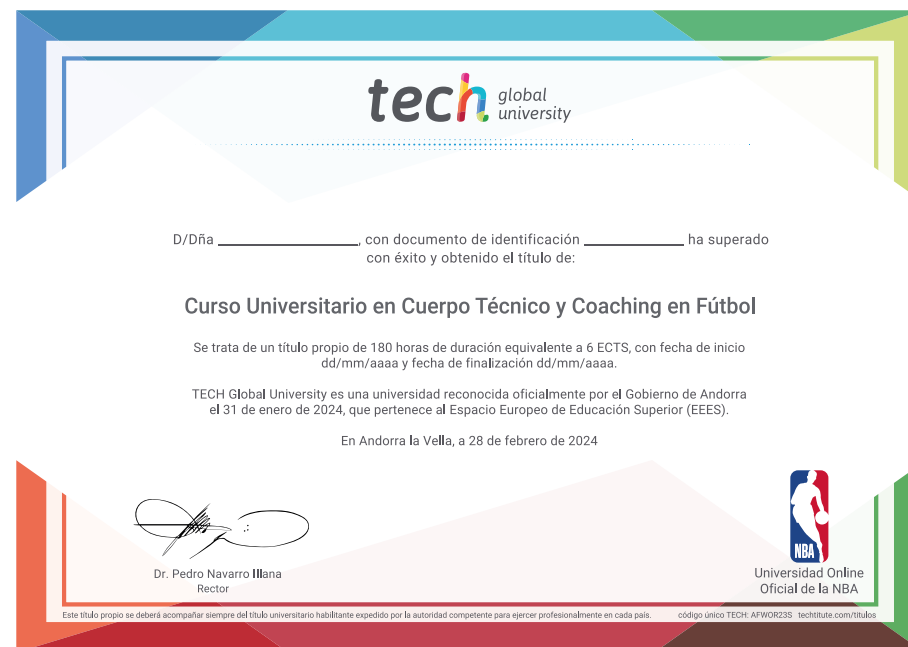 tech global
university
D/Dña ____________________, con documento de identificación ______________ ha superado
con éxito y obtenido el título de:
Curso Universitario en Cuerpo Técnico y Coaching en Fútbol
Se trata de un título propio de 180 horas de duración equivalente a 6 ECTS, con fecha de inicio
dd/mm/aaaa y fecha de finalización dd/mm/aaaa.
TECH Global University es una universidad reconocida oficialmente por el Gobierno de Andorra
el 31 de enero de 2024, que pertenece al Espacio Europeo de Educación Superior (EEES).
En Andorra la Vella, a 28 de febrero de 2024
Dr. Pedro Navarro Illana
Rector
NBA
Universidad Online
Oficial de la NBA
Este título propio se deberá acompañar siempre del título universitario habilitante expedido por la autoridad competente para ejercer profesionalmente en cada país. código único TECH: AFWOR23S techtitute.com/titulos